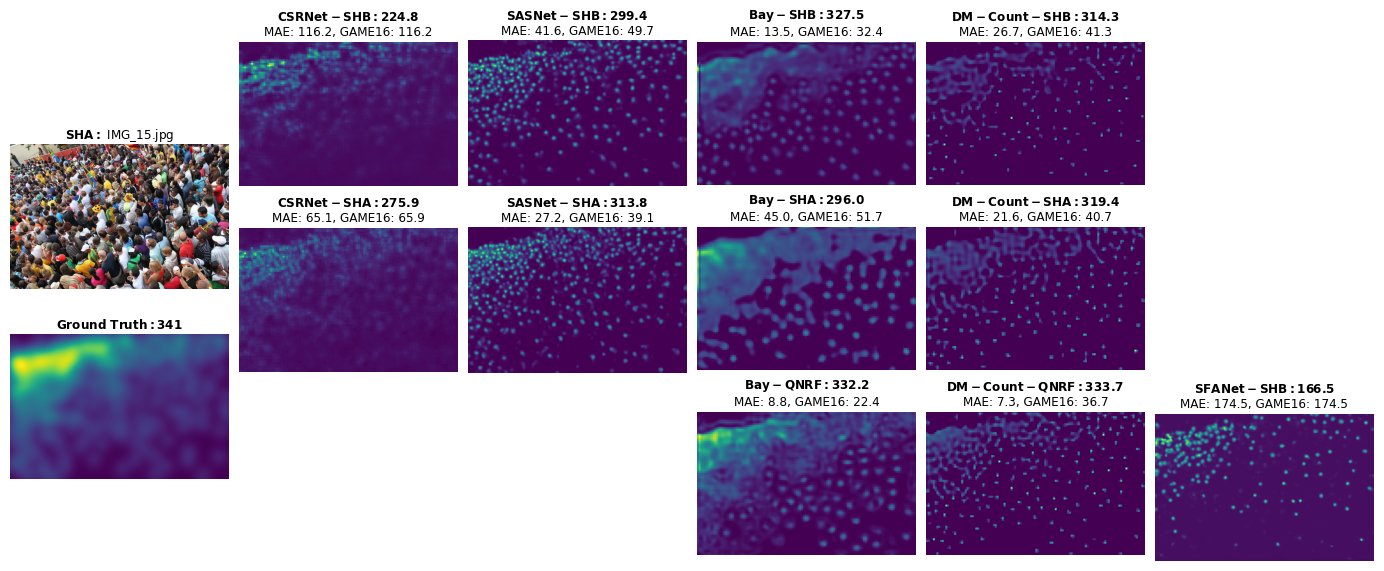 CSRNet−SHB: 224.8
MAE: 116.2, GAME16: 116.2
SASNet−SHB: 299.4
MAE: 41.6, GAME16: 49.7
Bay−SHB: 327.5
MAE: 13.5, GAME16: 32.4
DM−Count−SHB: 314.3
MAE: 26.7, GAME16: 41.3
SHA: IMG_15.jpg
CSRNet−SHA: 275.9
MAE: 65.1, GAME16: 65.9
SASNet−SHA: 313.8
MAE: 27.2, GAME16: 39.1
Bay−SHA: 296.0
MAE: 45.0, GAME16: 51.7
DM−Count−SHA: 319.4
MAE: 21.6, GAME16: 40.7
Ground Truth: 341
Bay−QNRF: 332.2
MAE: 8.8, GAME16: 22.4
DM−Count−QNRF: 333.7
MAE: 7.3, GAME16: 36.7
SFANet−SHB: 166.5
MAE: 174.5, GAME16: 174.5